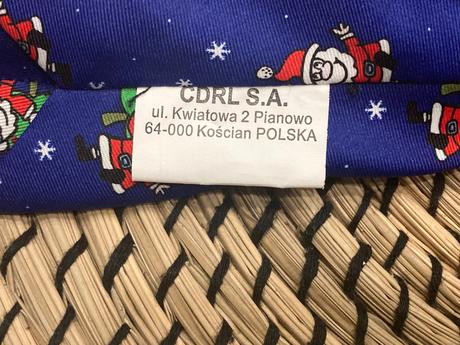 CDRL S.A.
ul. Kwiatowa 2 Pianowo
64-000 Kościan POLSKA